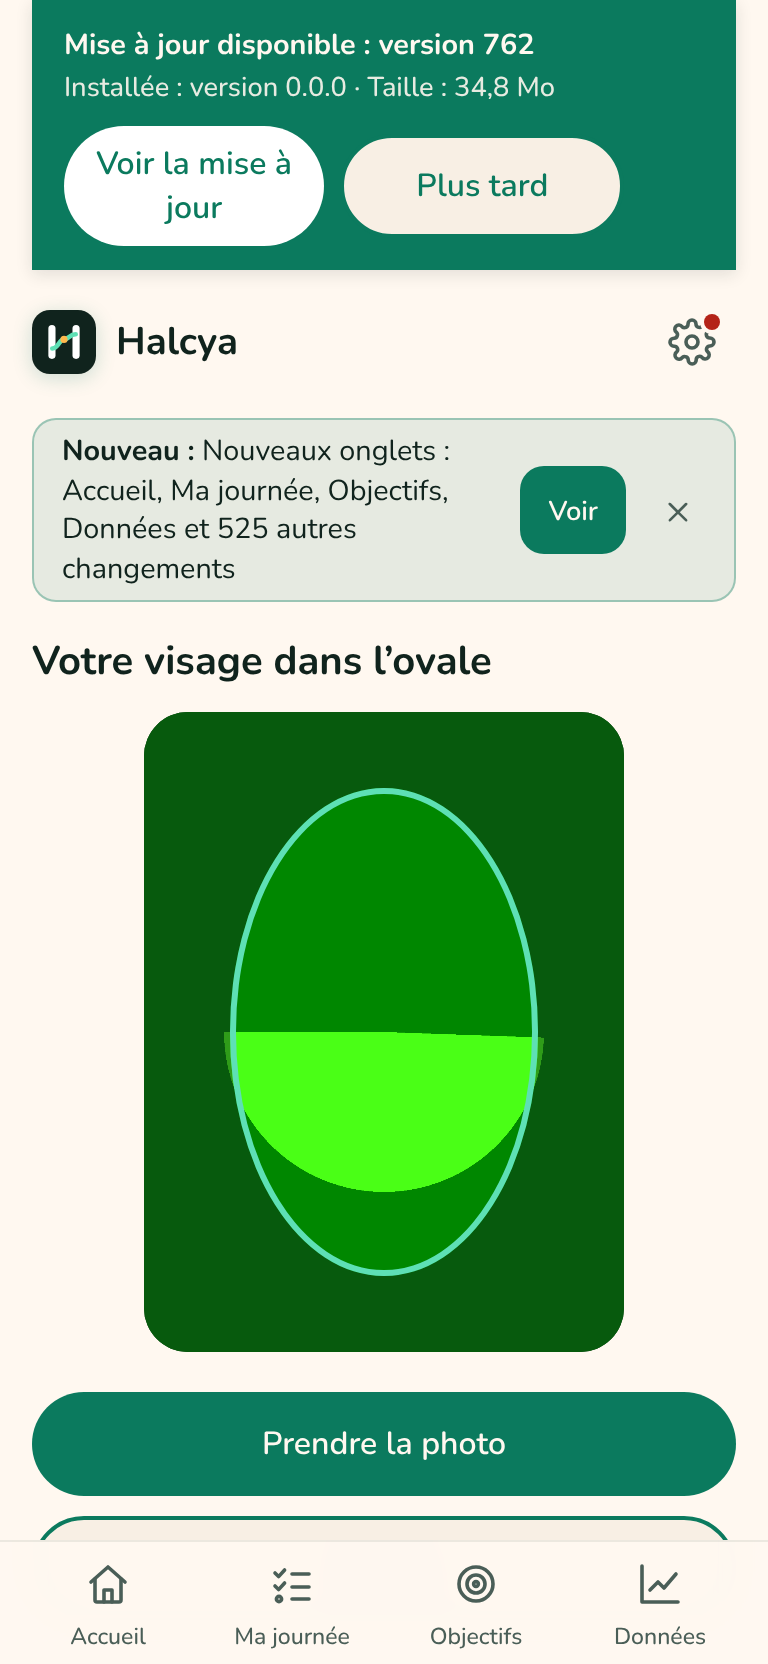 Mise à jour disponible : version 762
Installée : version 0.0.0 · Taille : 34,8 Mo
Voir la mise à
jour
Plus tard
Halcya
Nouveau : Nouveaux onglets :
Accueil, Ma journée, Objectifs,
Données et 525 autres
changements
Voir
Votre visage dans l’ovale
Prendre la photo
Accueil
Ma journée
Objectifs
Données